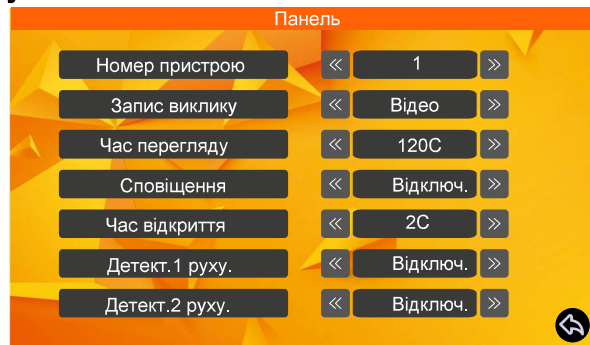 Панель
Номер пристрою « 1 »
Запис виклику « Відео »
Час перегляду « 120С »
Сповіщення « Відключ. »
Час відкриття « 2С »
Детект.1 руху. « Відключ. »
Детект.2 руху. « Відключ. »